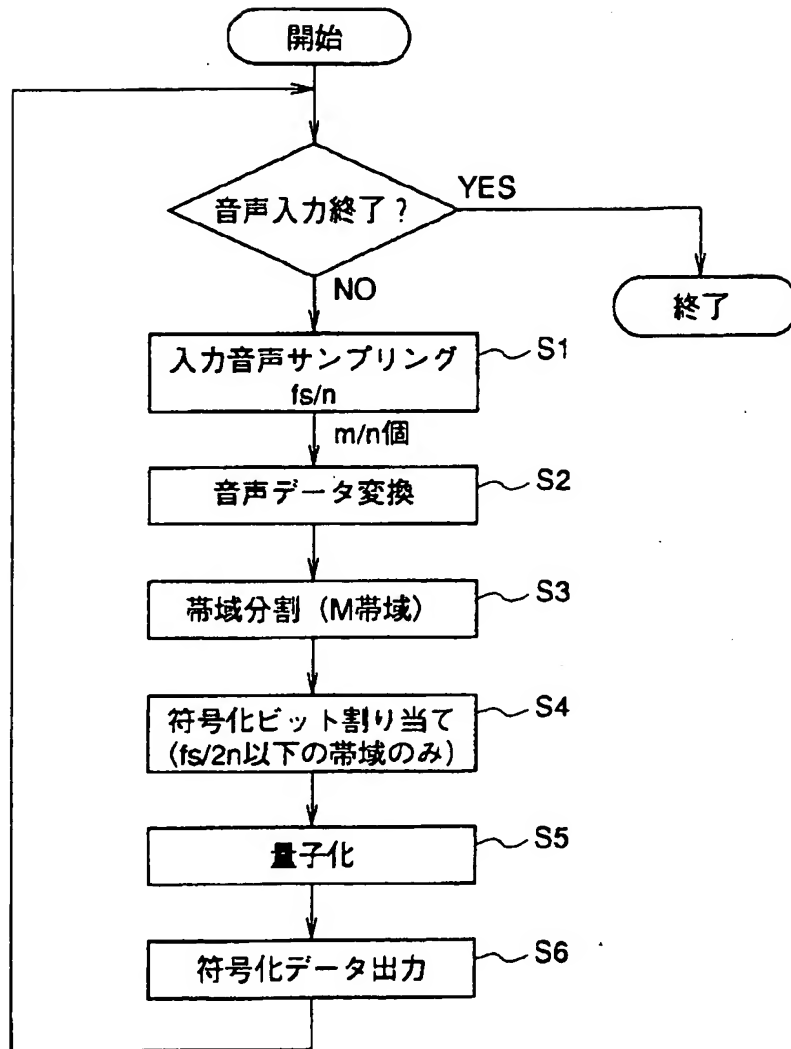 開始
音声入力終了?
YES
NO
終了
入力音声サンプリング
fs/n
S1
m/n個
音声データ変換
S2
帯域分割(M帯域)
S3
符号化ビット割り当て
(fs/2n以下の帯域のみ)
S4
量子化
S5
符号化データ出力
S6